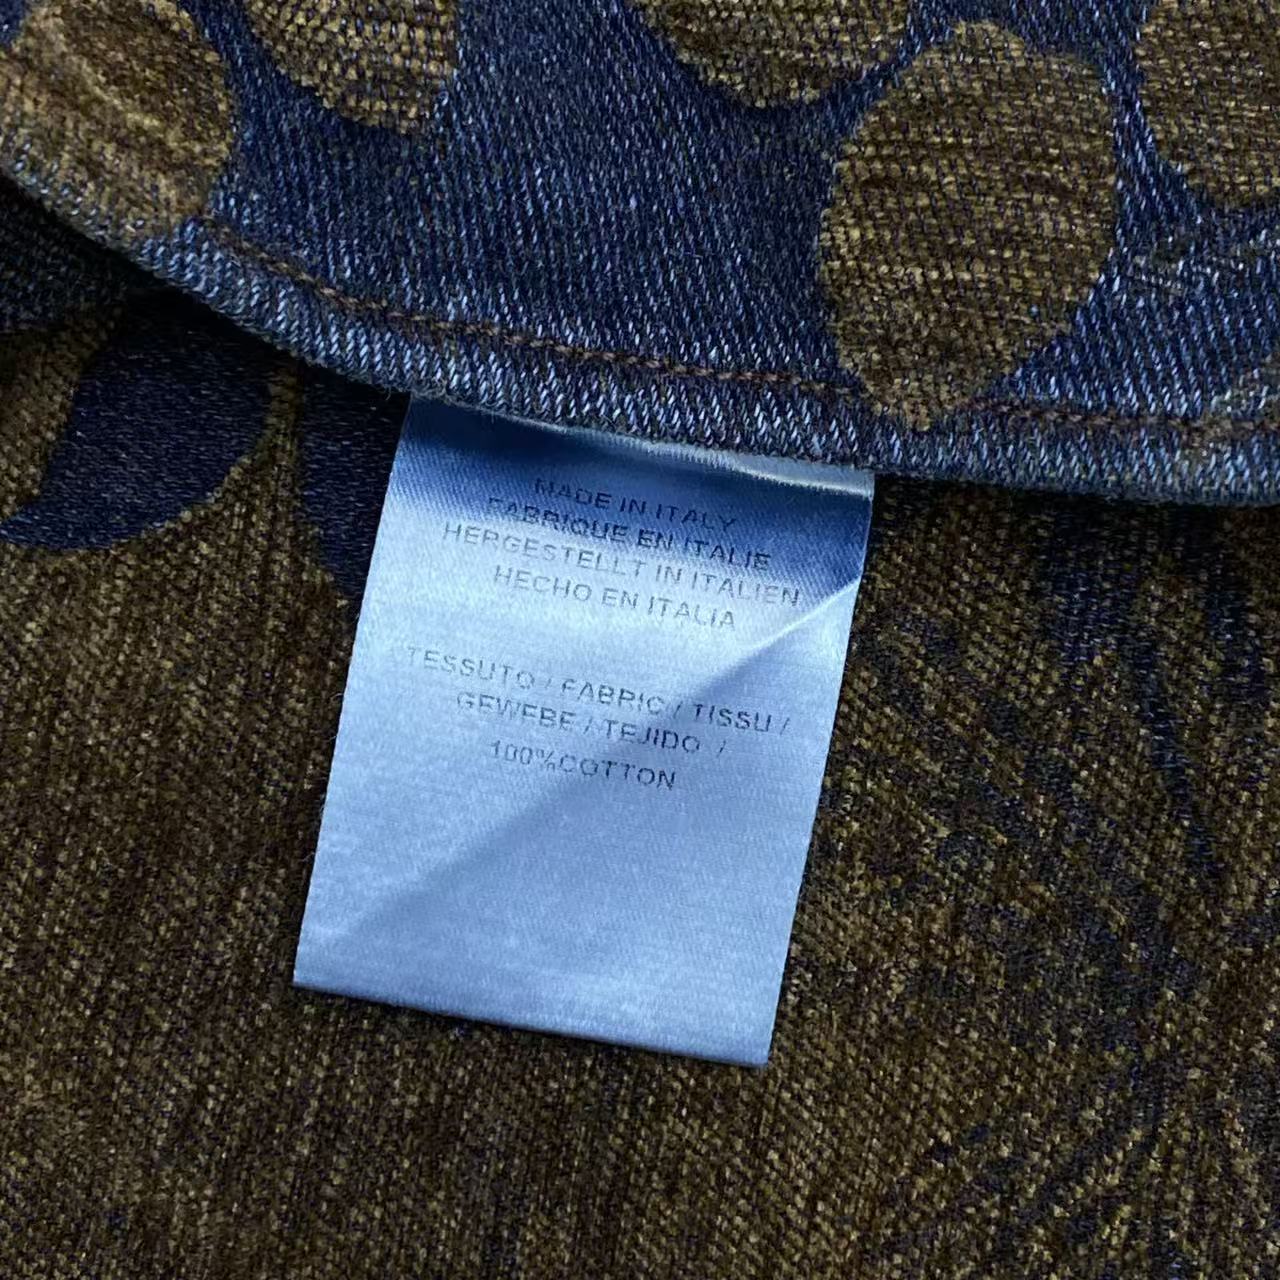 MADE IN ITALY
FABRIQUE EN ITALIE
HERGESTELLT IN ITALIEN
HECHO EN ITALIA
TESSUTO / FABRIC / TISSU /
GEWEBE / TEJIDO /
100%COTTON